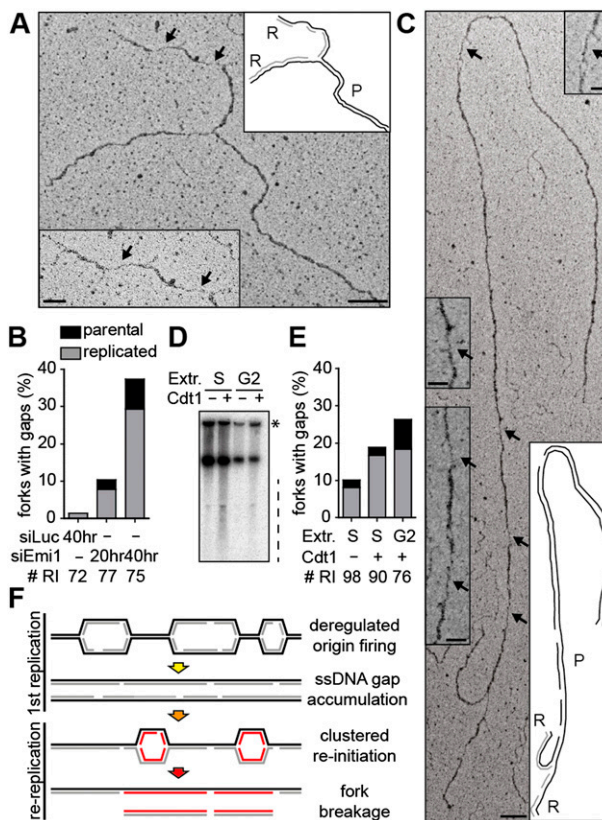 A
R
R
P
C
B
parental
replicated
forks with gaps (%)
40
30
20
10
0
siLuc 40hr – –
siEmi1 – 20hr 40hr
# RI 72 77 75
D
Extr. S G2
Cdt1 – + – +
*
E
forks with gaps (%)
40
30
20
10
0
Extr. S S G2
Cdt1 – + +
# RI 98 90 76
P
R
R
F
1st replication
re-replication
deregulated
origin firing
ssDNA gap
accumulation
clustered
re-initiation
fork
breakage